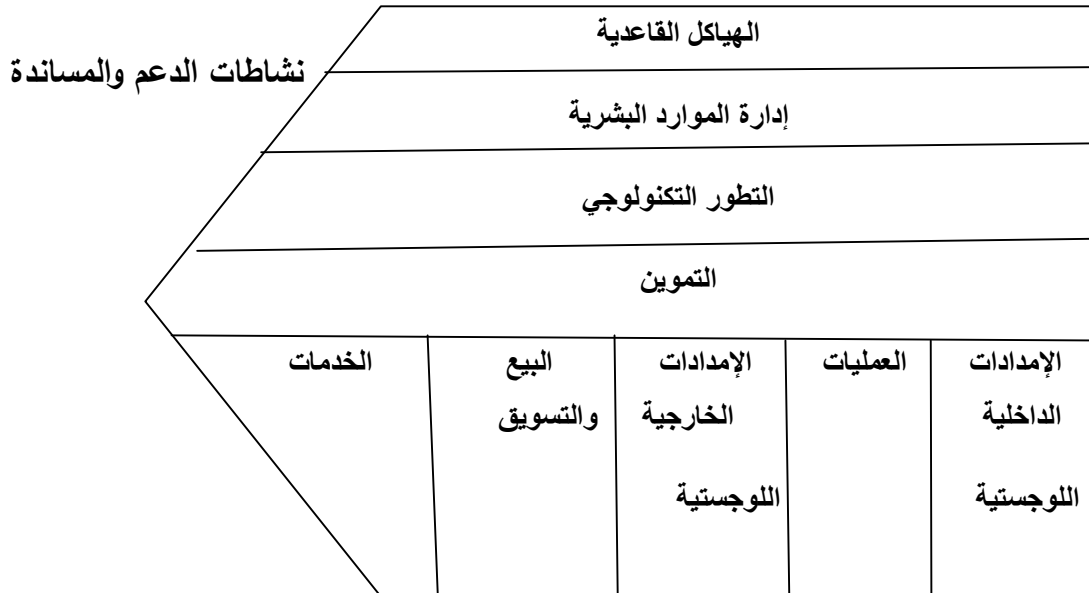 الهياكل القاعدية
نشاطات الدعم والمساندة
إدارة الموارد البشرية
التطور التكنولوجي
التموين
الإمدادات
الداخلية
اللوجستية
العمليات
الإمدادات
الخارجية
اللوجستية
البيع
والتسويق
الخدمات